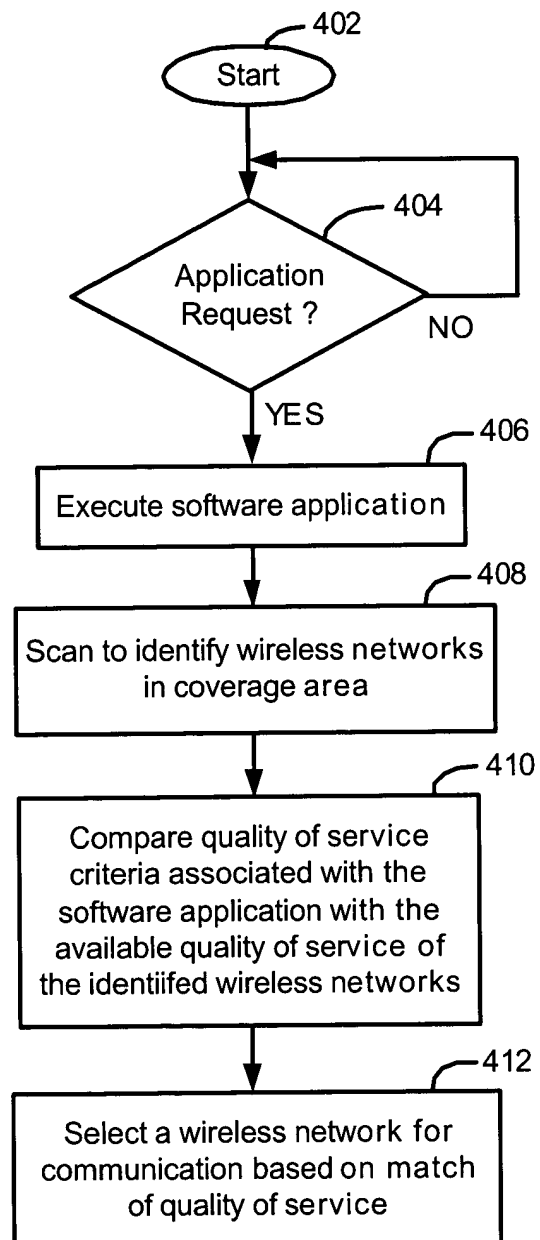 402
Start
404
Application
Request ?
NO
YES
406
Execute software application
408
Scan to identify wireless networks
in coverage area
410
Compare quality of service
criteria associated with the
software application with the
available quality of service of
the identiifed wireless networks
412
Select a wireless network for
communication based on match
of quality of service